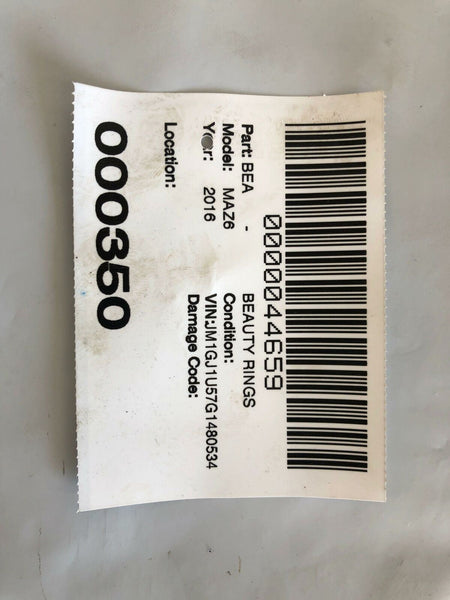 0000044659
Part: BEA - BEAUTY RINGS
Model: MAZ6 Condition:
Year: 2016 VIN:JM1GJ1U57G1480534
Damage Code:
Location:
000350